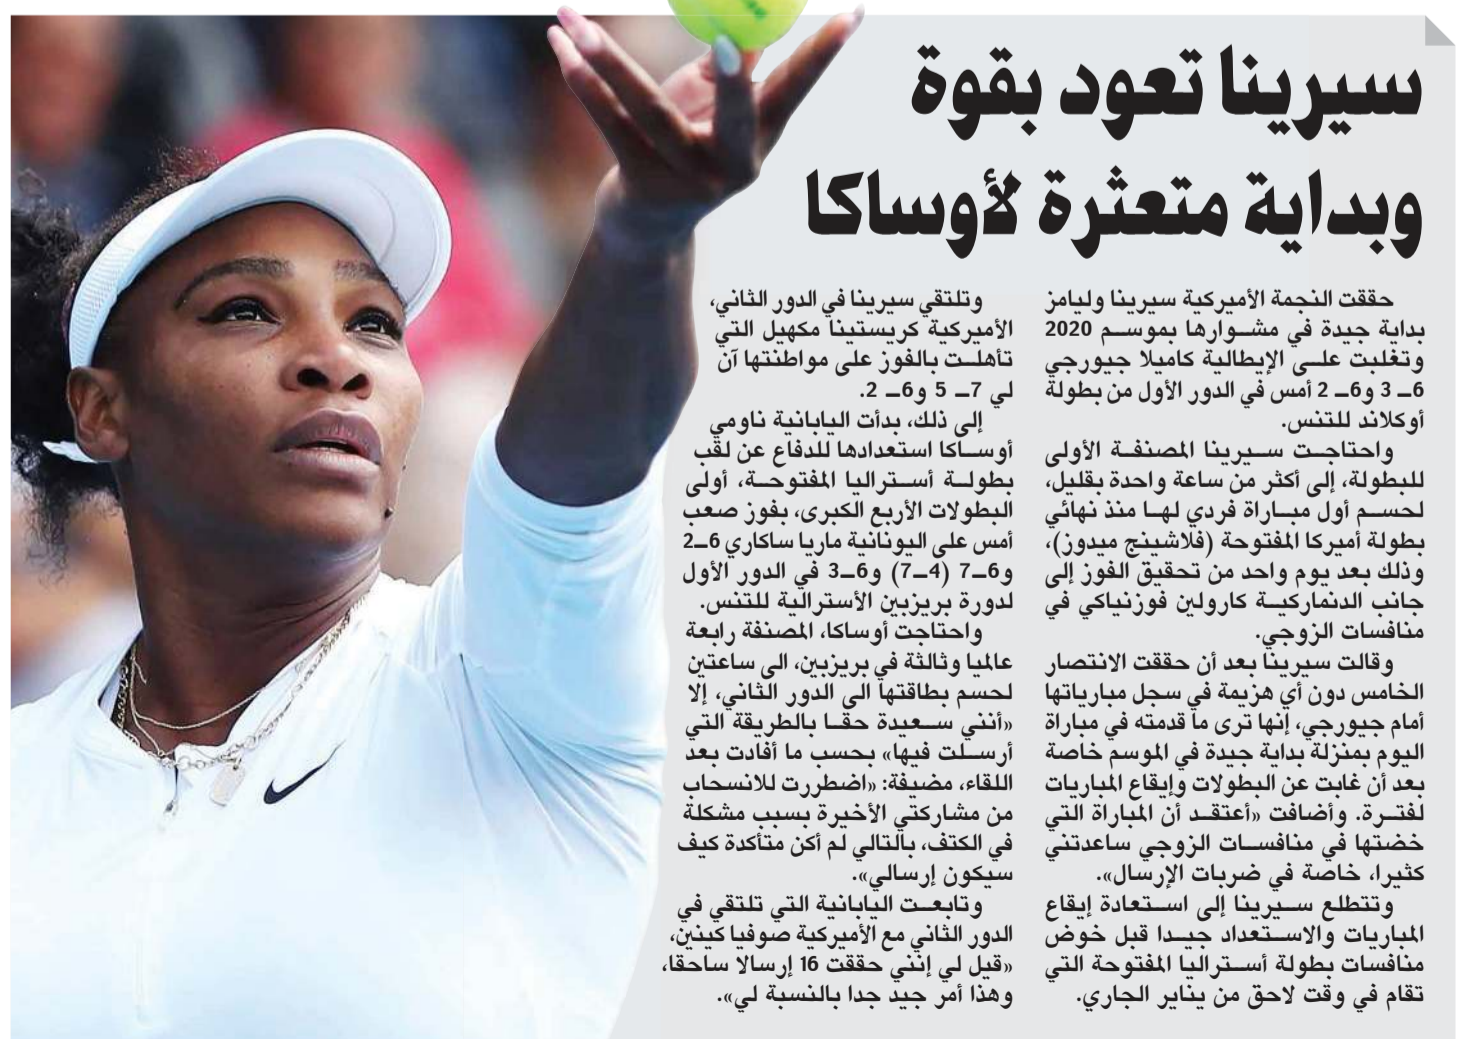 سيرينا تعود بقوة
وبداية متعثرة لأوساكا
حققت النجمة الأميركية سيرينا وليامز
بداية جيدة في مشوارها بموسم 2020
وتغلبت على الإيطالية كاميلا جيورجي
6ـ 3 و6ـ 2 أمس في الدور الأول من بطولة
أوكلاند للتنس.
واحتاجت سيرينا المصنفة الأولى
للبطولة، إلى أكثر من ساعة واحدة بقليل،
لحسم أول مباراة فردي لها منذ نهائي
بطولة أميركا المفتوحة (فلاشينج ميدوز)،
وذلك بعد يوم واحد من تحقيق الفوز إلى
جانب الدنماركية كارولين فوزنياكي في
منافسات الزوجي.
وقالت سيرينا بعد أن حققت الانتصار
الخامس دون أي هزيمة في سجل مبارياتها
أمام جيورجي، إنها ترى ما قدمته في مباراة
اليوم بمنزلة بداية جيدة في الموسم خاصة
بعد أن غابت عن البطولات وإيقاع المباريات
لفترة. وأضافت «أعتقد أن المباراة التي
خضتها في منافسات الزوجي ساعدتني
كثيرا، خاصة في ضربات الإرسال».
وتتطلع سيرينا إلى استعادة إيقاع
المباريات والاستعداد جيدا قبل خوض
منافسات بطولة أستراليا المفتوحة التي
تقام في وقت لاحق من يناير الجاري.
وتلتقي سيرينا في الدور الثاني،
الأميركية كريستينا مكهيل التي
تأهلت بالفوز على مواطنتها آن
لي 7ـ 5 و6ـ 2.
إلى ذلك، بدأت اليابانية ناومي
أوساكا استعدادها للدفاع عن لقب
بطولة أستراليا المفتوحة، أولى
البطولات الأربع الكبرى، بفوز صعب
أمس على اليونانية ماريا ساكاري 6ـ2
و6ـ7 (4ـ7) و6ـ3 في الدور الأول
لدورة بريزبين الأسترالية للتنس.
واحتاجت أوساكا، المصنفة رابعة
عالميا وثالثة في بريزبين، الى ساعتين
لحسم بطاقتها الى الدور الثاني، إلا
«أنني سعيدة حقا بالطريقة التي
أرسلت فيها» بحسب ما أفادت بعد
اللقاء، مضيفة: «اضطررت للانسحاب
من مشاركتي الأخيرة بسبب مشكلة
في الكتف، بالتالي لم أكن متأكدة كيف
سيكون إرسالي».
وتابعت اليابانية التي تلتقي في
الدور الثاني مع الأميركية صوفيا كينين،
«قيل لي إنني حققت 16 إرسالا ساحقا،
وهذا أمر جيد جدا بالنسبة لي».